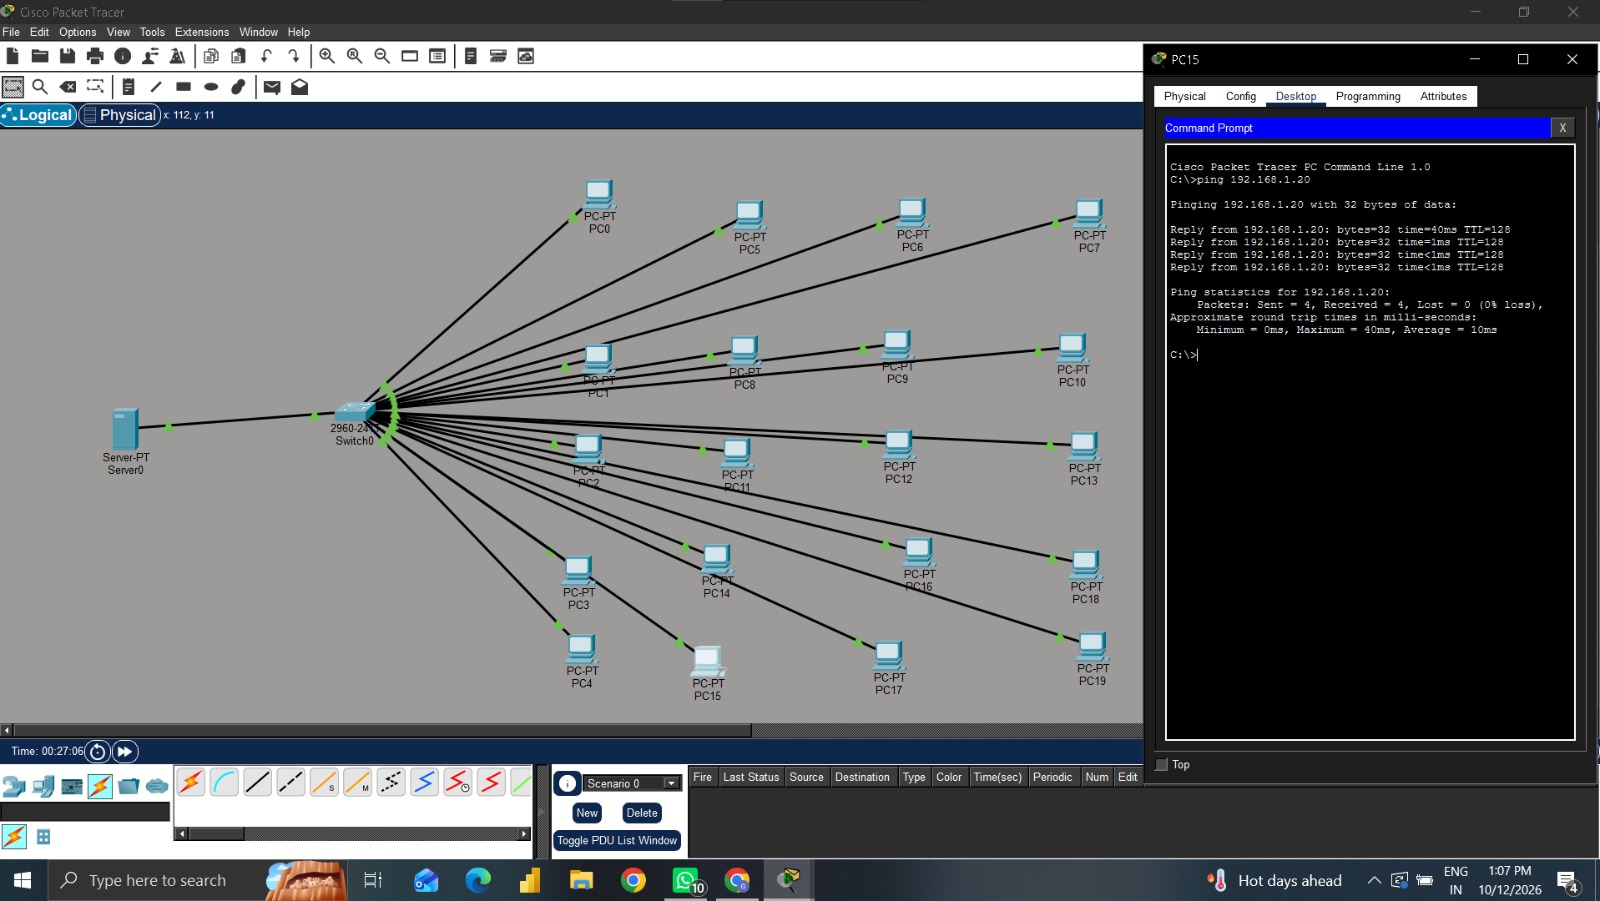 Cisco Packet Tracer
File Edit Options View Tools Extensions Window Help
Logical Physical x: 112, y: 11
PC-PT
PC0
PC-PT
PC5
PC-PT
PC6
PC-PT
PC7
PC-PT
PC1
PC-PT
PC8
PC-PT
PC9
PC-PT
PC10
Server-PT
Server0
2960-24TT
Switch0
PC-PT
PC2
PC-PT
PC11
PC-PT
PC12
PC-PT
PC13
PC-PT
PC3
PC-PT
PC14
PC-PT
PC16
PC-PT
PC18
PC-PT
PC4
PC-PT
PC15
PC-PT
PC17
PC-PT
PC19
PC15
Physical Config Desktop Programming Attributes
Command Prompt X
Cisco Packet Tracer PC Command Line 1.0
C:\>ping 192.168.1.20
Pinging 192.168.1.20 with 32 bytes of data:
Reply from 192.168.1.20: bytes=32 time=40ms TTL=128
Reply from 192.168.1.20: bytes=32 time=1ms TTL=128
Reply from 192.168.1.20: bytes=32 time<1ms TTL=128
Reply from 192.168.1.20: bytes=32 time<1ms TTL=128
Ping statistics for 192.168.1.20:
Packets: Sent = 4, Received = 4, Lost = 0 (0% loss),
Approximate round trip times in milli-seconds:
Minimum = 0ms, Maximum = 40ms, Average = 10ms
C:\>
Top
Time: 00:27:06
S M
Scenario 0
New Delete
Toggle PDU List Window
Fire Last Status Source Destination Type Color Time(sec) Periodic Num Edit
Type here to search
10
Hot days ahead
ENG
IN
1:07 PM
10/12/2026
4